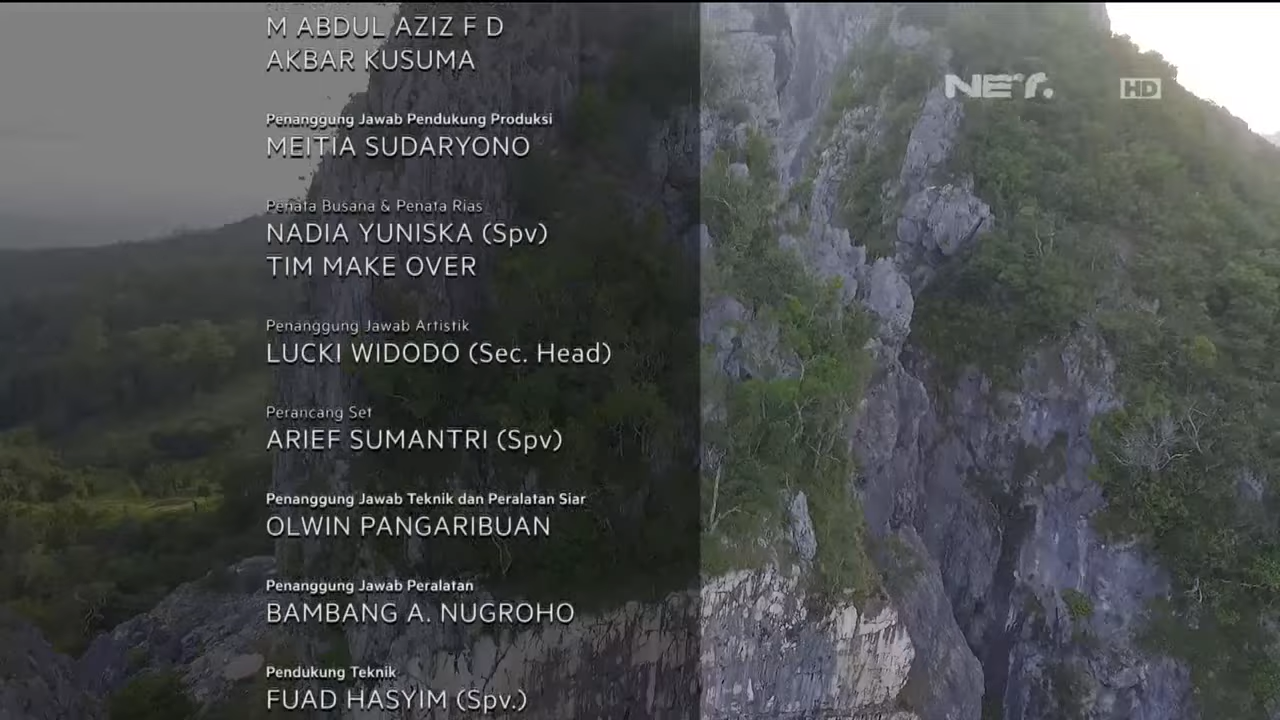 M ABDUL AZIZ F D
AKBAR KUSUMA
Penanggung Jawab Pendukung Produksi
MEITIA SUDARYONO
Penata Busana & Penata Rias
NADIA YUNISKA (Spv)
TIM MAKE OVER
Penanggung Jawab Artistik
LUCKI WIDODO (Sec. Head)
Perancang Set
ARIEF SUMANTRI (Spv)
Penanggung Jawab Teknik dan Peralatan Siar
OLWIN PANGARIBUAN
Penanggung Jawab Peralatan
BAMBANG A. NUGROHO
Pendukung Teknik
FUAD HASYIM (Spv.)
NET.
HD